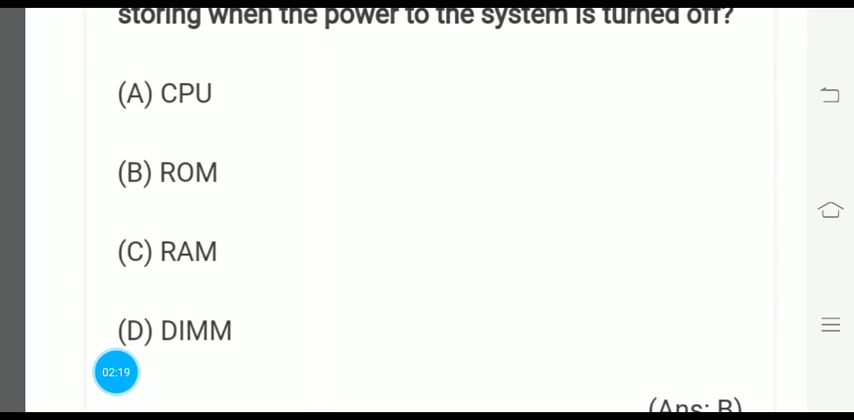 storing when the power to the system is turned off?
(A) CPU
(B) ROM
(C) RAM
(D) DIMM
02:19
(Ans: B)